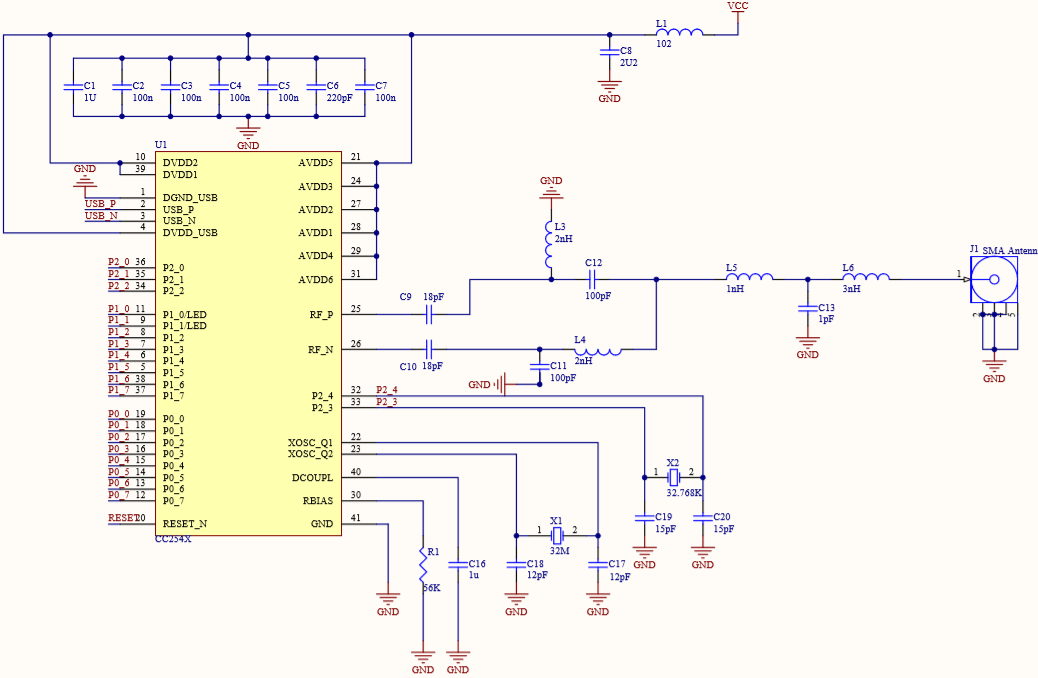 VCC
L1
102
C8
2U2
GND
C1
1U
C2
100n
C3
100n
C4
100n
C5
100n
C6
220pF
C7
100n
GND
U1
10 DVDD2
39 DVDD1
GND
1 DGND_USB
USB_P 2 USB_P
USB_N 3 USB_N
4 DVDD_USB
P2_0 36 P2_0
P2_1 35 P2_1
P2_2 34 P2_2
P1_0 11 P1_0/LED
P1_1 9 P1_1/LED
P1_2 8 P1_2
P1_3 7 P1_3
P1_4 6 P1_4
P1_5 5 P1_5
P1_6 38 P1_6
P1_7 37 P1_7
P0_0 19 P0_0
P0_1 18 P0_1
P0_2 17 P0_2
P0_3 16 P0_3
P0_4 15 P0_4
P0_5 14 P0_5
P0_6 13 P0_6
P0_7 12 P0_7
RESET 20 RESET_N
CC254X
AVDD5 21
AVDD3 24
AVDD2 27
AVDD1 28
AVDD4 29
AVDD6 31
RF_P 25
RF_N 26
P2_4 32 P2_4
P2_3 33 P2_3
XOSC_Q1 22
XOSC_Q2 23
DCOUPL 40
RBIAS 30
GND 41
GND
L3
2nH
C9 18pF
C12
100pF
C10 18pF
L4
2nH
GND
C11
100pF
L5
1nH
L6
3nH
C13
1pF
GND
J1 SMA Antenn
1
2 3 4 5
GND
X2
1 2
32.768K
C19
15pF
GND
C20
15pF
GND
X1
1 2
32M
C18
12pF
GND
C17
12pF
GND
R1
56K
GND
C16
1u
GND
GND